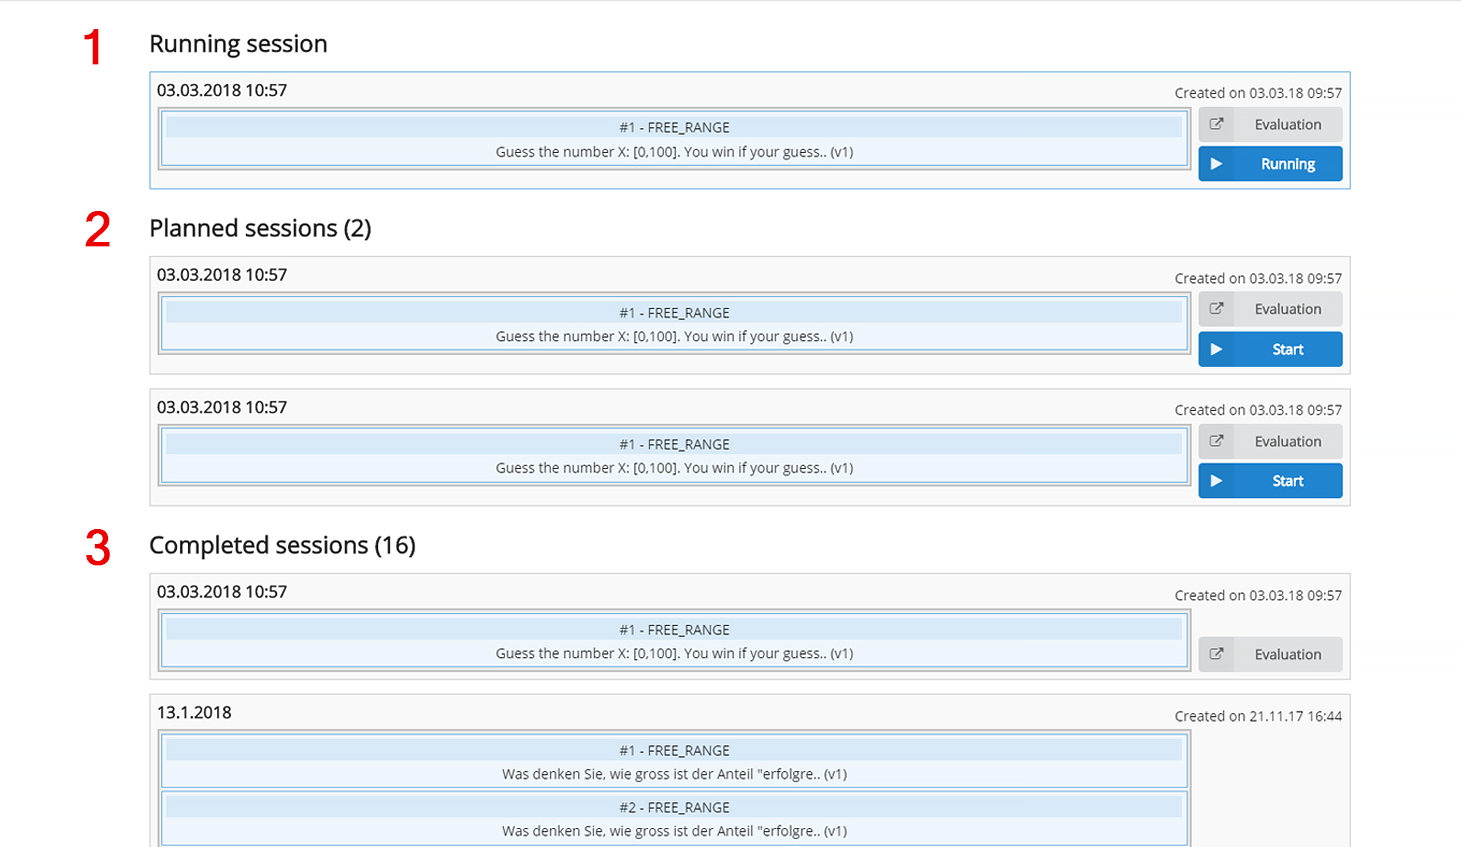 1 Running session
03.03.2018 10:57 Created on 03.03.18 09:57
#1 - FREE_RANGE Evaluation
Guess the number X: [0,100]. You win if your guess.. (v1) Running
2 Planned sessions (2)
03.03.2018 10:57 Created on 03.03.18 09:57
#1 - FREE_RANGE Evaluation
Guess the number X: [0,100]. You win if your guess.. (v1) Start
03.03.2018 10:57 Created on 03.03.18 09:57
#1 - FREE_RANGE Evaluation
Guess the number X: [0,100]. You win if your guess.. (v1) Start
3 Completed sessions (16)
03.03.2018 10:57 Created on 03.03.18 09:57
#1 - FREE_RANGE
Guess the number X: [0,100]. You win if your guess.. (v1) Evaluation
13.1.2018 Created on 21.11.17 16:44
#1 - FREE_RANGE
Was denken Sie, wie gross ist der Anteil "erfolgre.. (v1)
#2 - FREE_RANGE
Was denken Sie, wie gross ist der Anteil "erfolgre.. (v1)